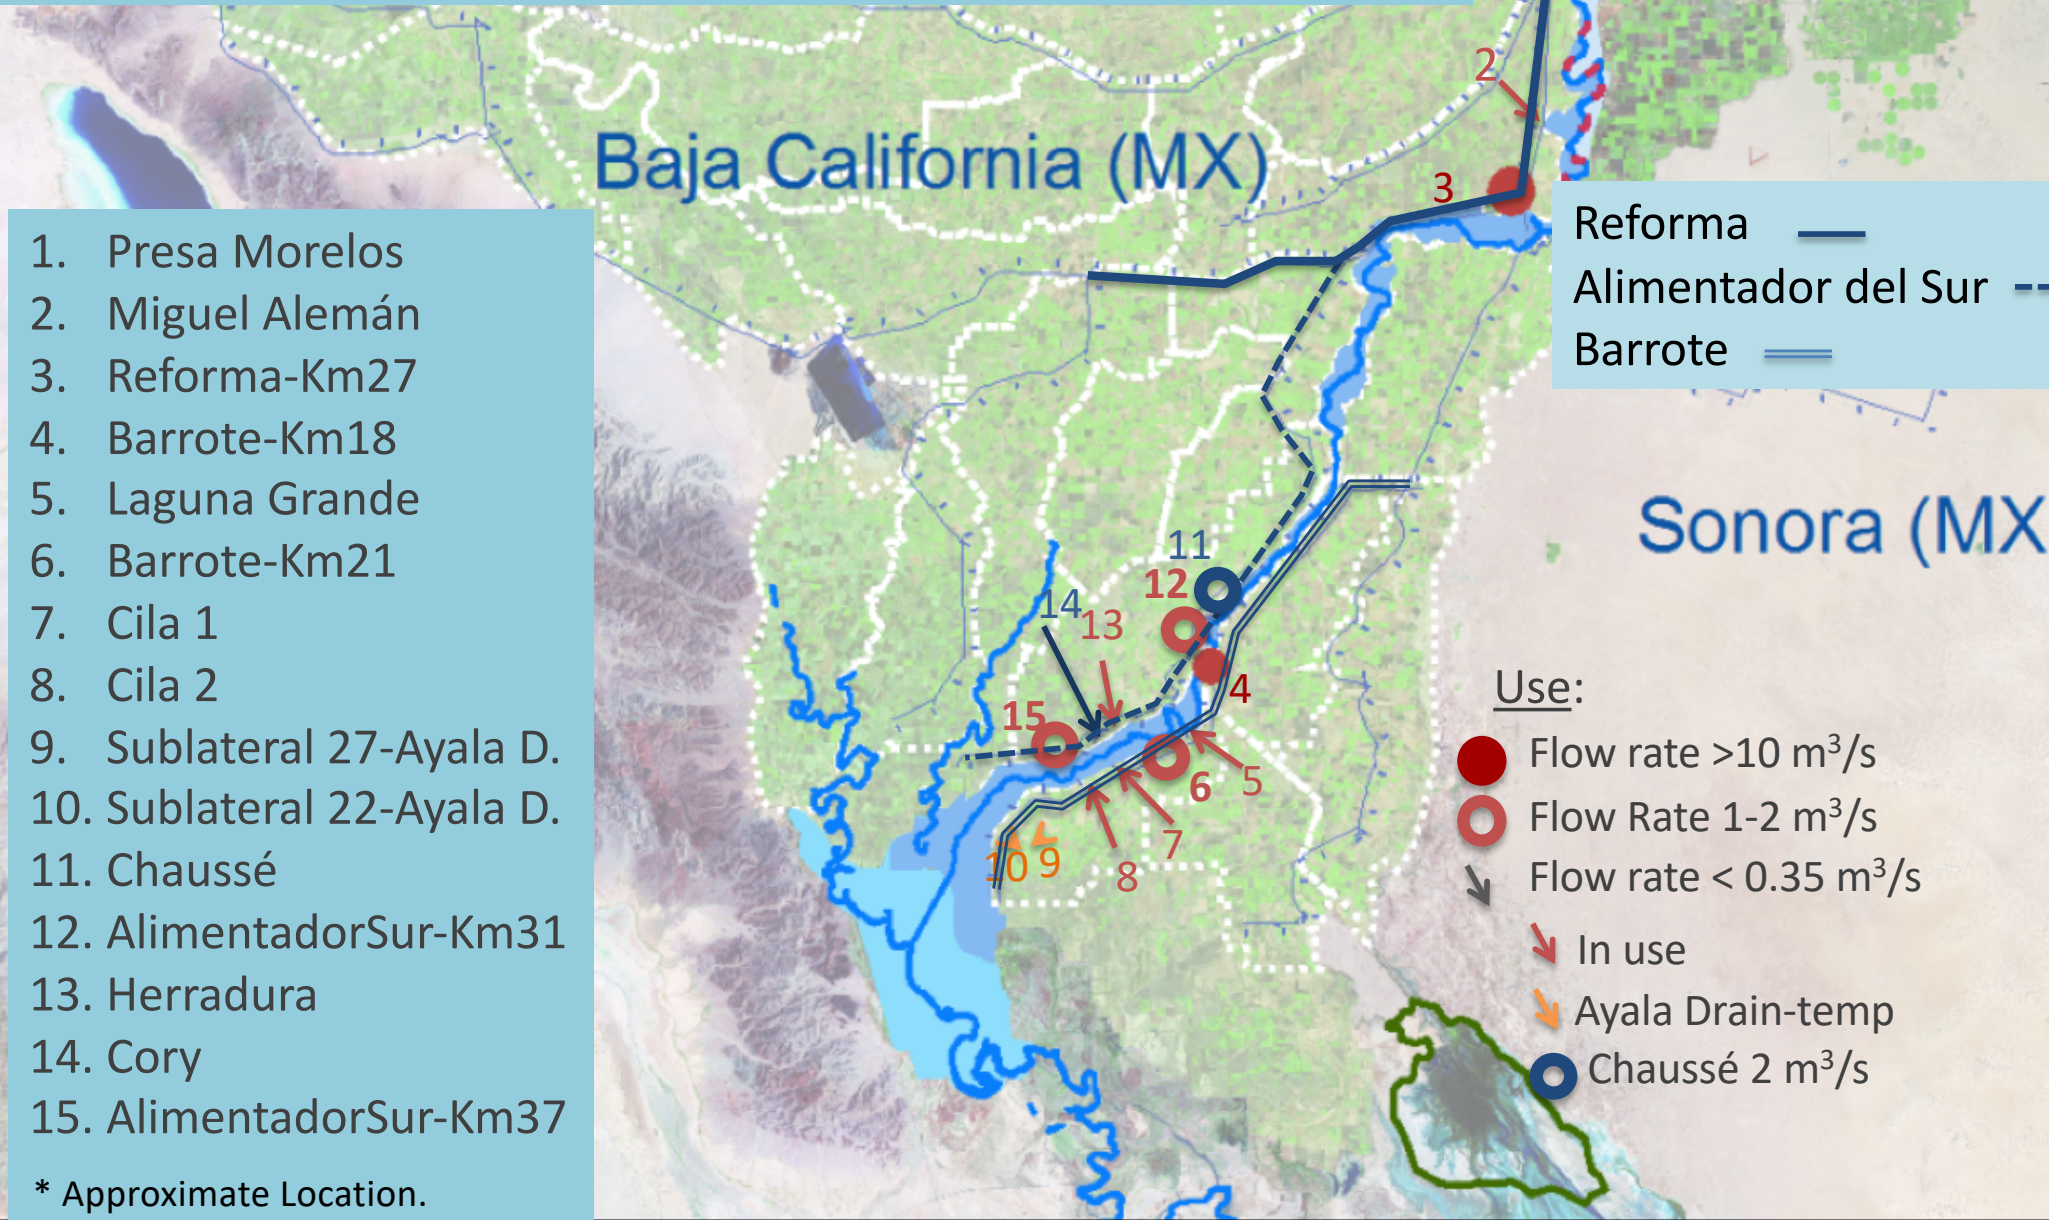 Baja California (MX)
Sonora (MX
1. Presa Morelos
2. Miguel Alemán
3. Reforma-Km27
4. Barrote-Km18
5. Laguna Grande
6. Barrote-Km21
7. Cila 1
8. Cila 2
9. Sublateral 27-Ayala D.
10. Sublateral 22-Ayala D.
11. Chaussé
12. AlimentadorSur-Km31
13. Herradura
14. Cory
15. AlimentadorSur-Km37
* Approximate Location.
2
3
Reforma
Alimentador del Sur
Barrote
11
12
14
13
4
15
5
6
7
8
9
10
Use:
Flow rate >10 m³/s
Flow Rate 1-2 m³/s
Flow rate < 0.35 m³/s
In use
Ayala Drain-temp
Chaussé 2 m³/s